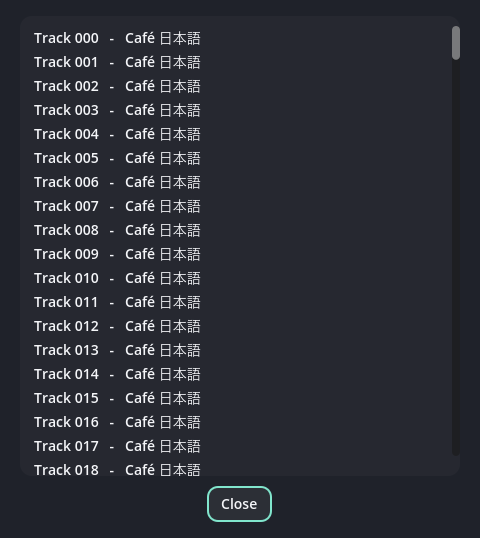 Track 000 - Café 日本語
Track 001 - Café 日本語
Track 002 - Café 日本語
Track 003 - Café 日本語
Track 004 - Café 日本語
Track 005 - Café 日本語
Track 006 - Café 日本語
Track 007 - Café 日本語
Track 008 - Café 日本語
Track 009 - Café 日本語
Track 010 - Café 日本語
Track 011 - Café 日本語
Track 012 - Café 日本語
Track 013 - Café 日本語
Track 014 - Café 日本語
Track 015 - Café 日本語
Track 016 - Café 日本語
Track 017 - Café 日本語
Track 018 - Café 日本語
Close